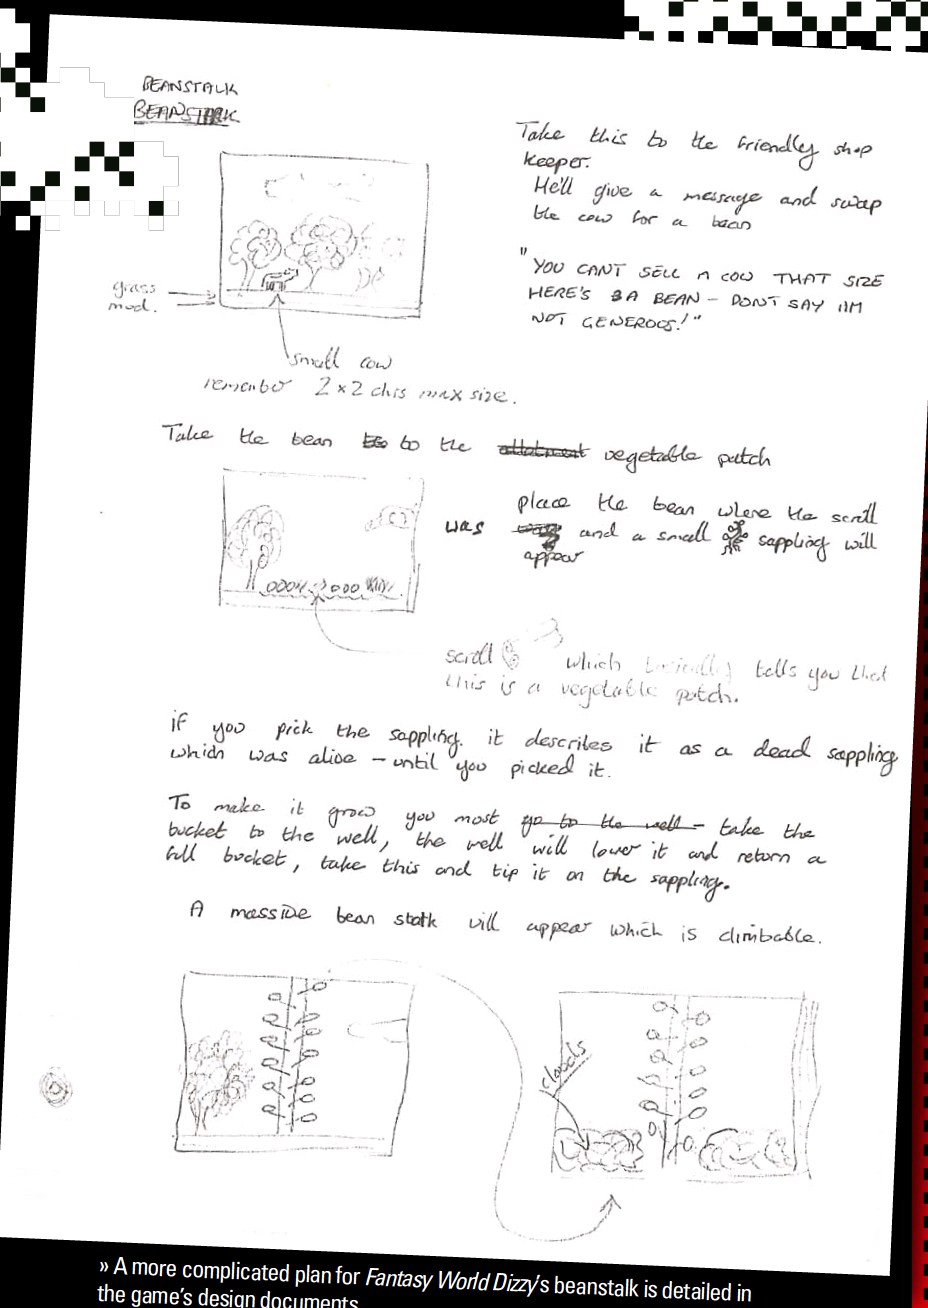 BEANSTALK
BEANSTALK
Take this to the friendly shop
keeper.
He'll give a message and swap
the cow for a bean
"YOU CANT SELL A COW THAT SIZE
HERE'S A BEAN - DONT SAY IM
NOT GENEROUS!"
grass
mod.
small cow
remember 2x2 chrs max size.
Take the bean to the allotment vegetable patch
place the bean where the scroll
was and a small sappling will
appear
scroll which basically tells you that
this is a vegetable patch.
if you pick the sappling it describes it as a dead sappling
which was alive - until you picked it.
To make it grow you most go to the well - take the
bucket to the well, the well will lower it and return a
full bucket, take this and tip it on the sappling.
A massive bean stalk will appear which is climbable.
clouds
» A more complicated plan for Fantasy World Dizzy's beanstalk is detailed in
the game's design documents